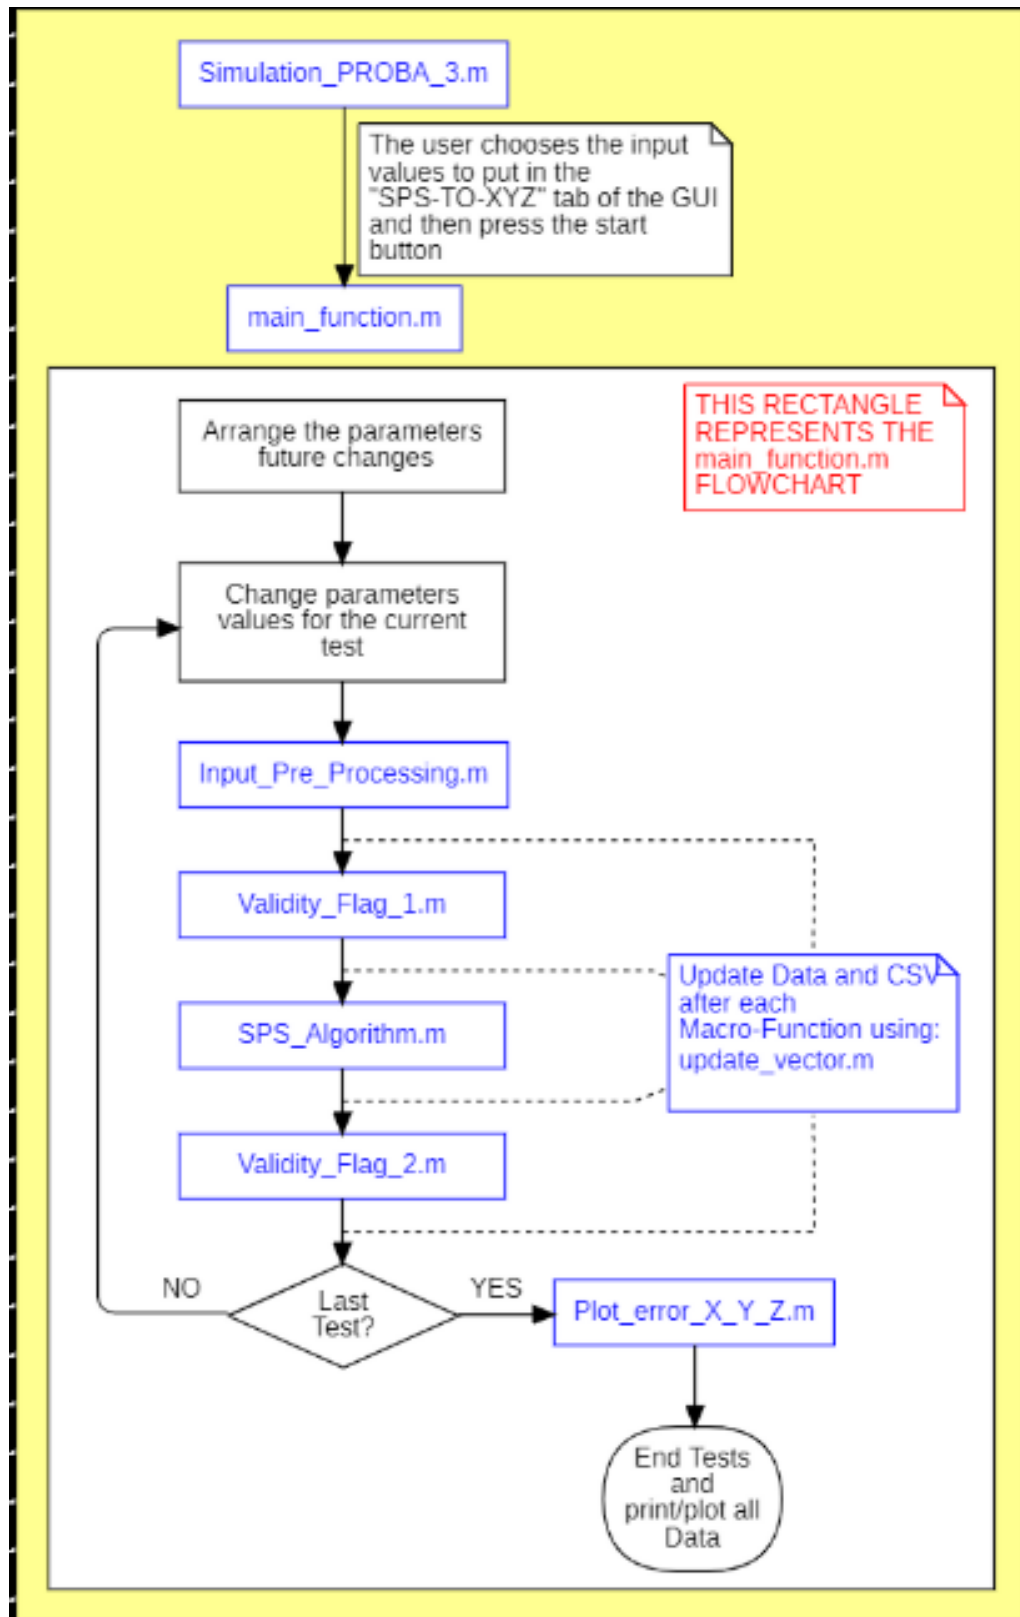 Simulation_PROBA_3.m
The user chooses the input
values to put in the
"SPS-TO-XYZ" tab of the GUI
and then press the start
button
main_function.m
THIS RECTANGLE
REPRESENTS THE
main_function.m
FLOWCHART
Arrange the parameters
future changes
Change parameters
values for the current
test
Input_Pre_Processing.m
Validity_Flag_1.m
Update Data and CSV
after each
Macro-Function using:
update_vector.m
SPS_Algorithm.m
Validity_Flag_2.m
NO
Last
Test?
YES
Plot_error_X_Y_Z.m
End Tests
and
print/plot all
Data